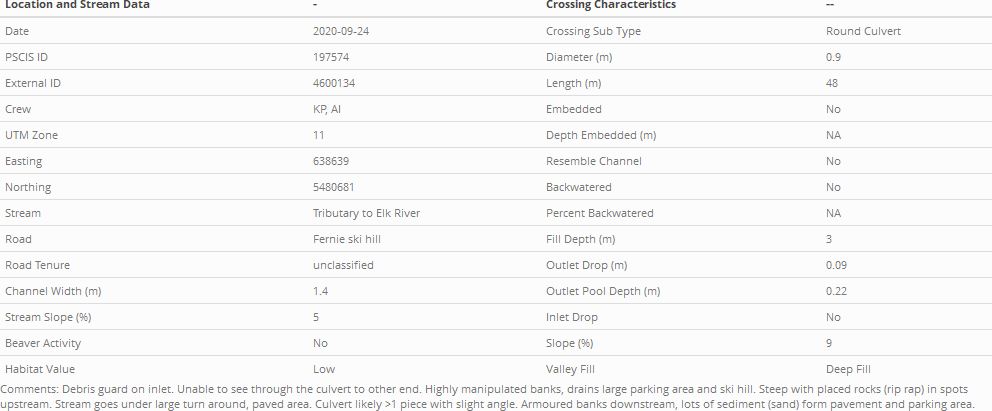 Location and Stream Data - Crossing Characteristics --
Date 2020-09-24 Crossing Sub Type Round Culvert
PSCIS ID 197574 Diameter (m) 0.9
External ID 4600134 Length (m) 48
Crew KP, AI Embedded No
UTM Zone 11 Depth Embedded (m) NA
Easting 638639 Resemble Channel No
Northing 5480681 Backwatered No
Stream Tributary to Elk River Percent Backwatered NA
Road Fernie ski hill Fill Depth (m) 3
Road Tenure unclassified Outlet Drop (m) 0.09
Channel Width (m) 1.4 Outlet Pool Depth (m) 0.22
Stream Slope (%) 5 Inlet Drop No
Beaver Activity No Slope (%) 9
Habitat Value Low Valley Fill Deep Fill
Comments: Debris guard on inlet. Unable to see through the culvert to other end. Highly manipulated banks, drains large parking area and ski hill. Steep with placed rocks (rip rap) in spots
upstream. Stream goes under large turn around, paved area. Culvert likely >1 piece with slight angle. Armoured banks downstream, lots of sediment (sand) form pavement and parking area.